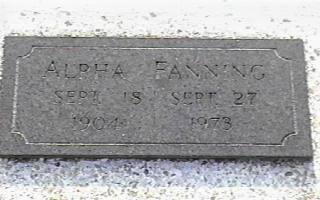 ALPHA FANNING
SEPT. 18 SEPT. 27
1904 1973